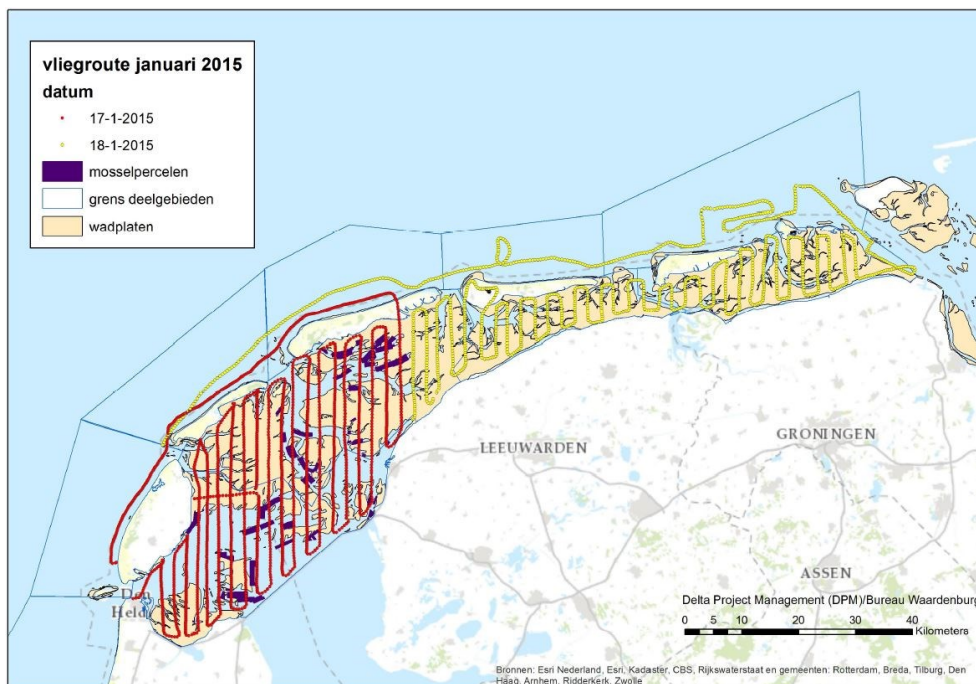 vliegroute januari 2015
datum
17-1-2015
18-1-2015
mosselpercelen
grens deelgebieden
wadplaten
LEEUWARDEN
GRONINGEN
ASSEN
Den
Held
Delta Project Management (DPM)/Bureau Waardenburg
0 5 10 20 30 40
Kilometers
Bronnen: Esri Nederland, Esri, Kadaster, CBS, Rijkswaterstaat en gemeenten: Rotterdam, Breda, Tilburg, Den
Haag, Arnhem, Ridderkerk, Zwolle